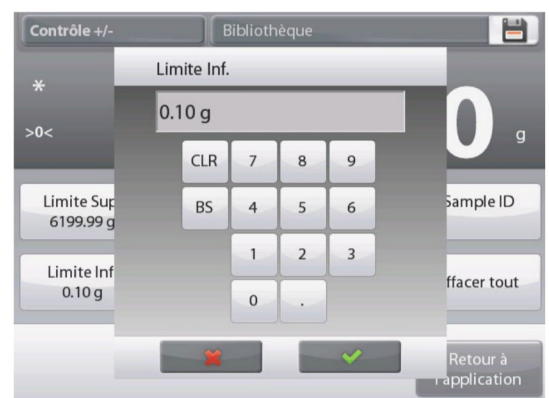 Contrôle +/-
Bibliothèque
Limite Inf.
*
0.10 g
>0<
0 g
CLR 7 8 9
Limite Sup
6199.99 g
BS 4 5 6
Sample ID
1 2 3
Limite Inf
0.10 g
ffacer tout
0 .
Retour à
l'application